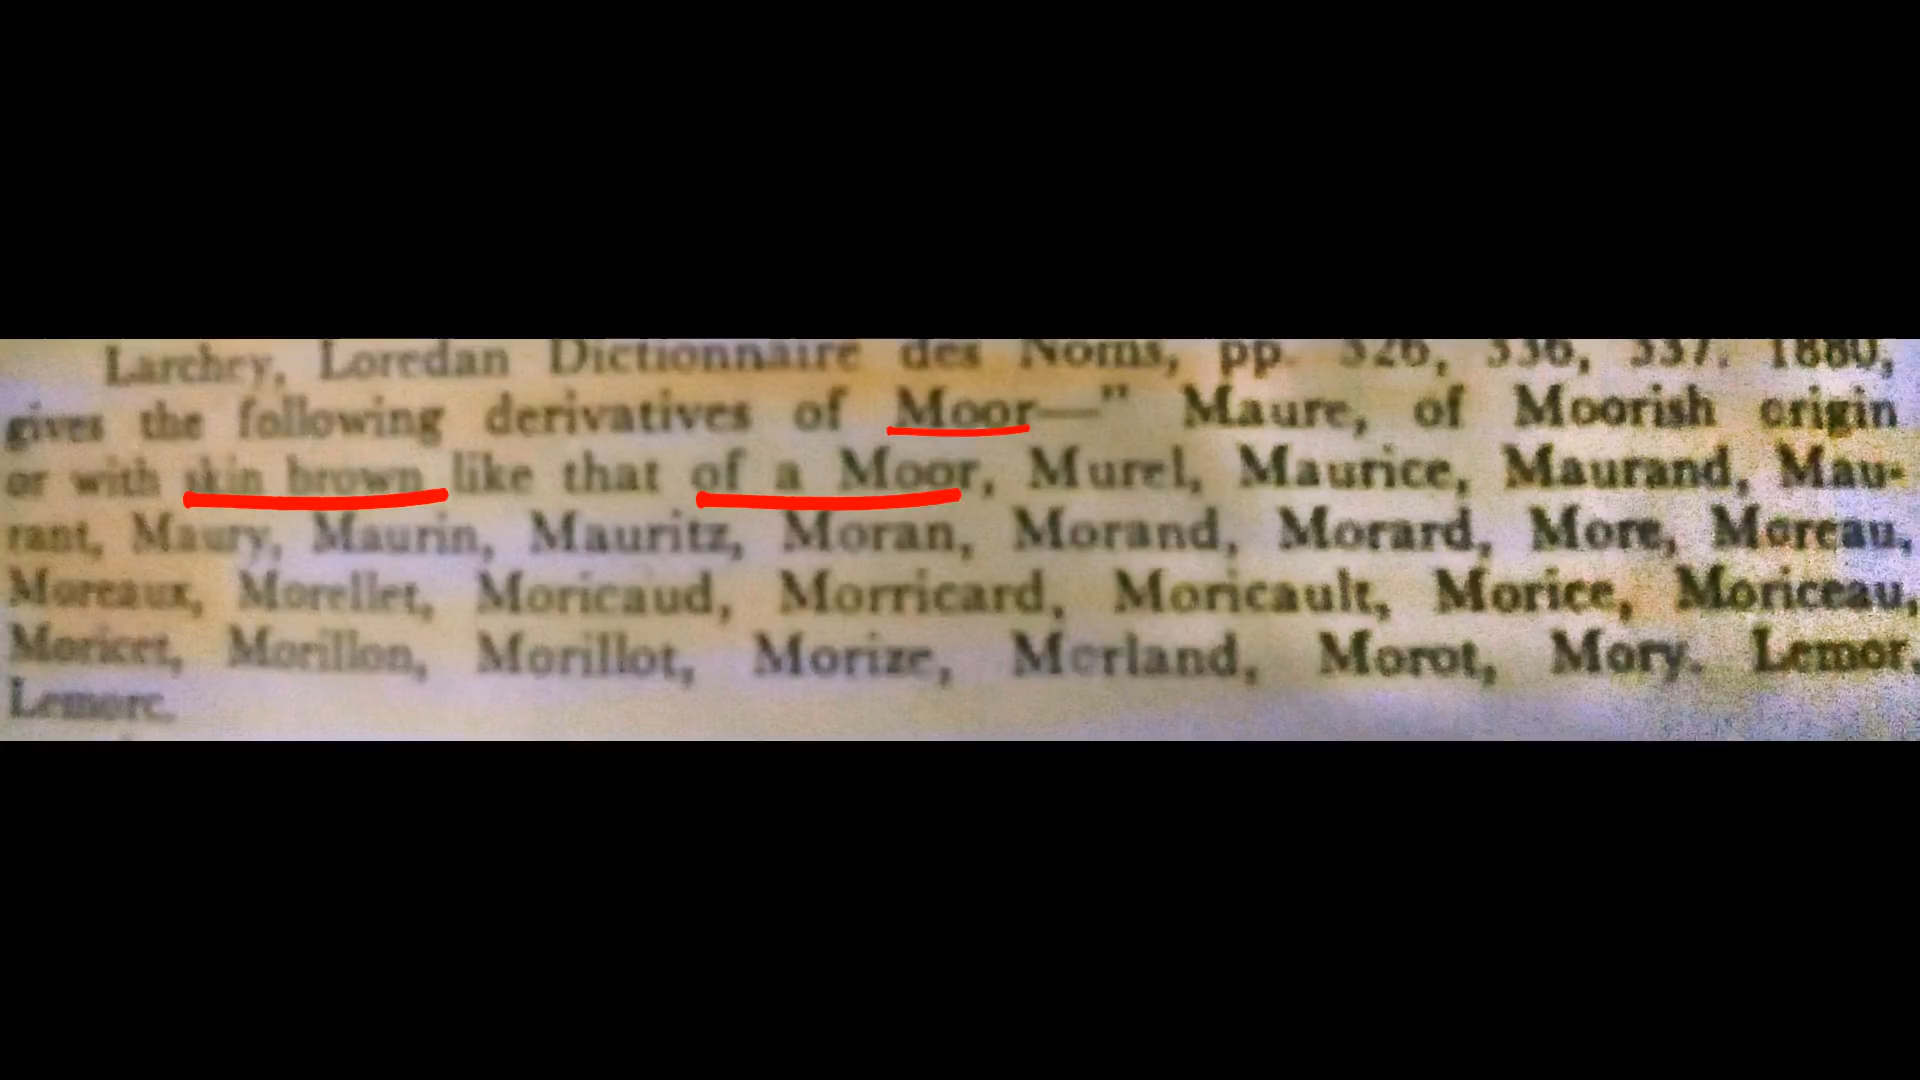 Larchey, Loredan Dictionnaire des Noms, pp. 326, 336, 337. 1880,
gives the following derivatives of Moor—" Maure, of Moorish origin
or with skin brown like that of a Moor, Murel, Maurice, Maurand, Mau-
rant, Maury, Maurin, Mauritz, Moran, Morand, Morard, More, Moreau,
Moreaux, Morellet, Moricaud, Morricard, Moricault, Morice, Moriceau,
Moricet, Morillon, Morillot, Morize, Morland, Morot, Mory. Lemor,
Lemore.